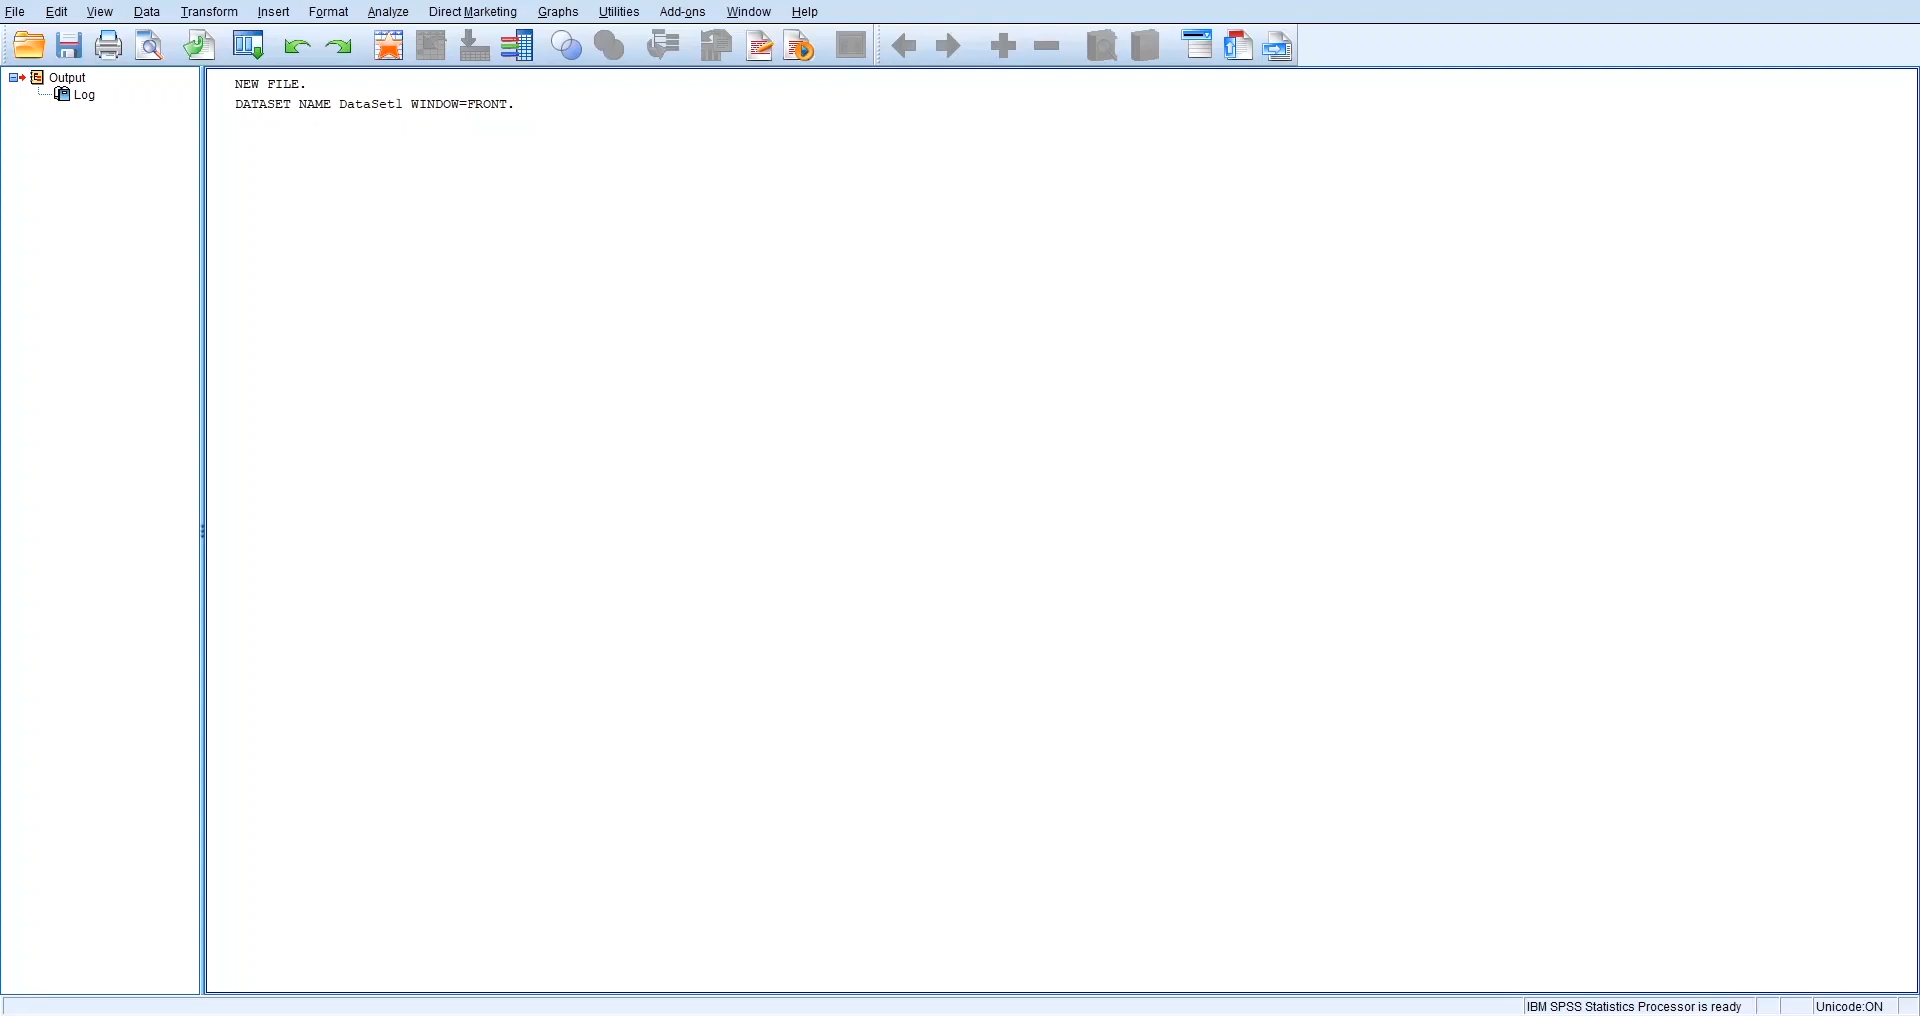 File Edit View Data Transform Insert Format Analyze Direct Marketing Graphs Utilities Add-ons Window Help
Output
Log
NEW FILE.
DATASET NAME DataSet1 WINDOW=FRONT.
IBM SPSS Statistics Processor is ready
Unicode:ON